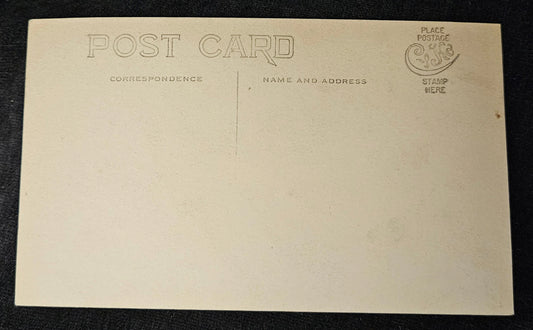 POST CARD
CORRESPONDENCE
NAME AND ADDRESS
PLACE
POSTAGE
STAMP
HERE